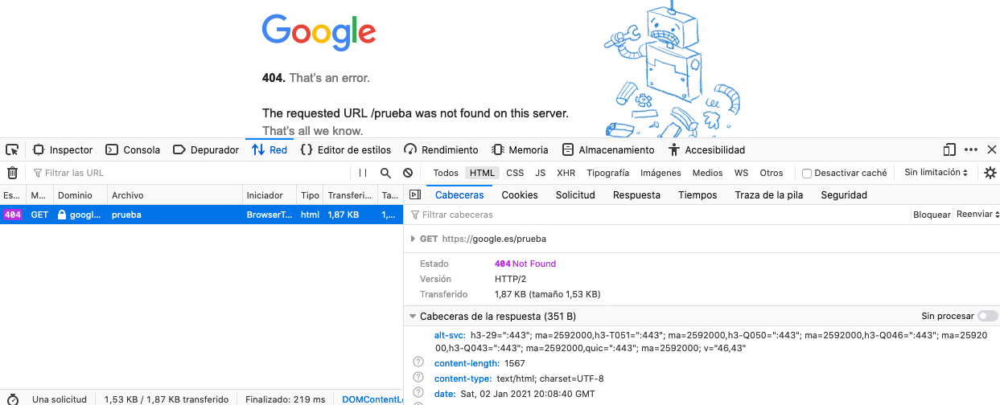 Google
404. That's an error.
The requested URL /prueba was not found on this server.
That's all we know.
Inspector Consola Depurador Red Editor de estilos Rendimiento Memoria Almacenamiento Accesibilidad
Filtrar las URL Todos HTML CSS JS XHR Tipografía Imágenes Medios WS Otros Desactivar caché Sin limitación
Es... M... Dominio Archivo Iniciador Tipo Transferi... Ta...
404 GET googl... prueba BrowserT... html 1,87 KB 1,...
Cabeceras Cookies Solicitud Respuesta Tiempos Traza de la pila Seguridad
Filtrar cabeceras Bloquear Reenviar
GET https://google.es/prueba
Estado 404 Not Found
Versión HTTP/2
Transferido 1,87 KB (tamaño 1,53 KB)
Cabeceras de la respuesta (351 B) Sin procesar
alt-svc: h3-29=":443"; ma=2592000,h3-T051=":443"; ma=2592000,h3-Q050=":443"; ma=2592000,h3-Q046=":443"; ma=25920
00,h3-Q043=":443"; ma=2592000,quic=":443"; ma=2592000; v="46,43"
content-length: 1567
content-type: text/html; charset=UTF-8
date: Sat, 02 Jan 2021 20:08:40 GMT
Una solicitud 1,53 KB / 1,87 KB transferido Finalizado: 219 ms DOMContentLo